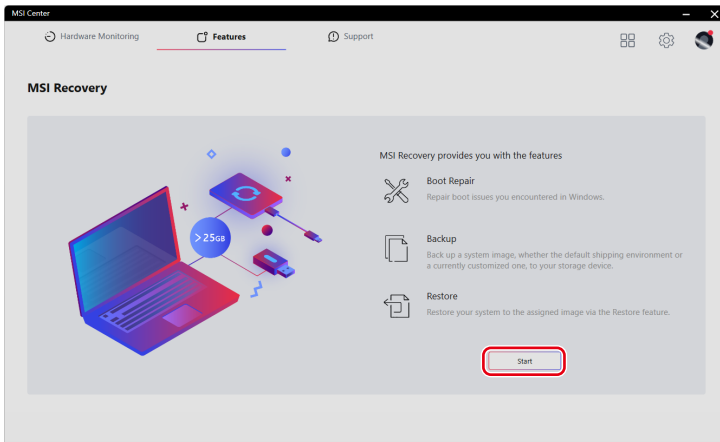 MSI Center
Hardware Monitoring
Features
Support
MSI Recovery
MSI Recovery provides you with the features
Boot Repair
Repair boot issues you encountered in Windows.
>25GB
Backup
Back up a system image, whether the default shipping environment or
a currently customized one, to your storage device.
Restore
Restore your system to the assigned image via the Restore feature.
Start